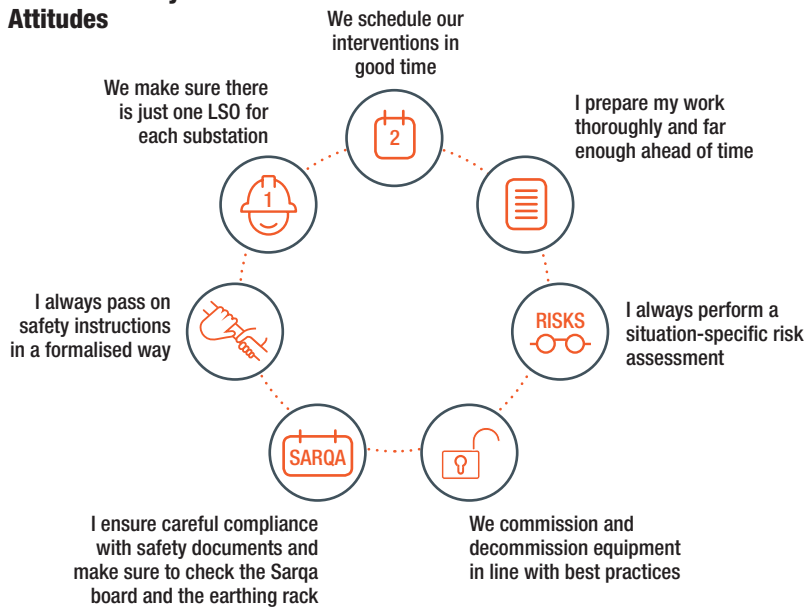 Attitudes
We schedule our
interventions in
good time
2
We make sure there
is just one LSO for
each substation
1
I prepare my work
thoroughly and far
enough ahead of time
I always pass on
safety instructions
in a formalised way
RISKS
I always perform a
situation-specific risk
assessment
SARQA
I ensure careful compliance
with safety documents and
make sure to check the Sarqa
board and the earthing rack
We commission and
decommission equipment
in line with best practices